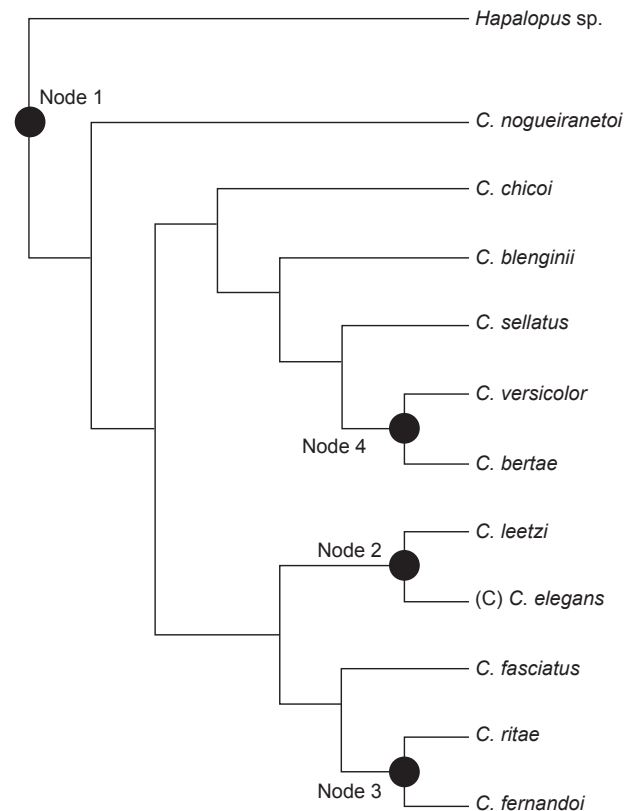 Hapalopus sp.
Node 1
C. nogueiranetoi
C. chicoi
C. blenginii
C. sellatus
C. versicolor
Node 4
C. bertae
C. leetzi
Node 2
(C) C. elegans
C. fasciatus
C. ritae
Node 3
C. fernandoi